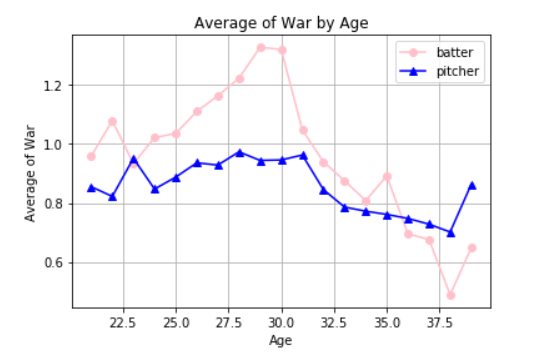 Average of War by Age
batter
pitcher
Average of War
1.2
1.0
0.8
0.6
22.5 25.0 27.5 30.0 32.5 35.0 37.5
Age